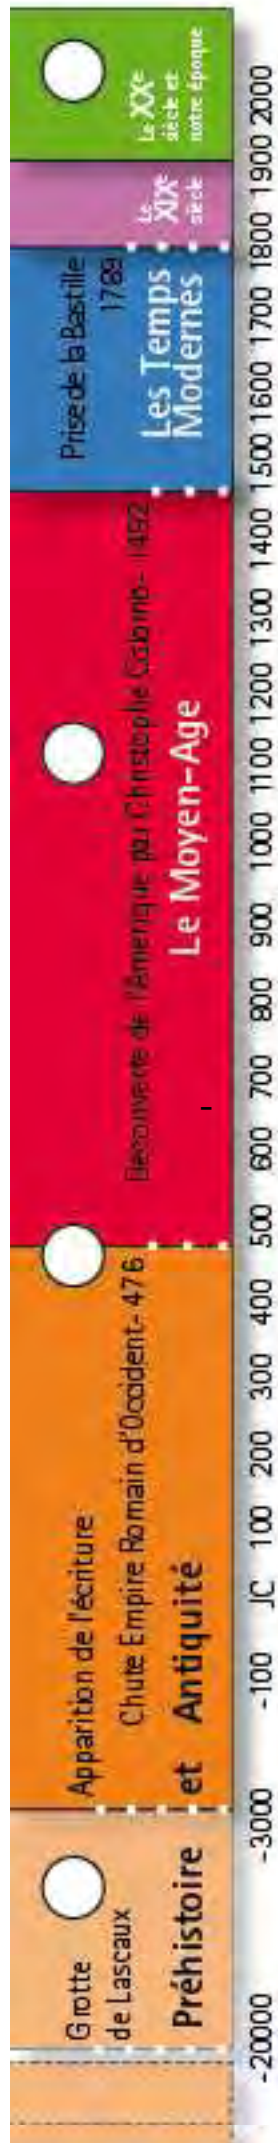 Grotte
de Lascaux
Préhistoire et Antiquité
Apparition de l'écriture
Chute Empire Romain d'Occident- 476
Découverte de l'Amérique par Christophe Colomb- 1492
Le Moyen-Age
Prise de la Bastille
1789
Les Temps
Modernes
Le
XIXe
siècle
Le XXe
siècle et
notre époque
-20000 -3000 -100 JC 100 200 300 400 500 600 700 800 900 1000 1100 1200 1300 1400 1500 1600 1700 1800 1900 2000